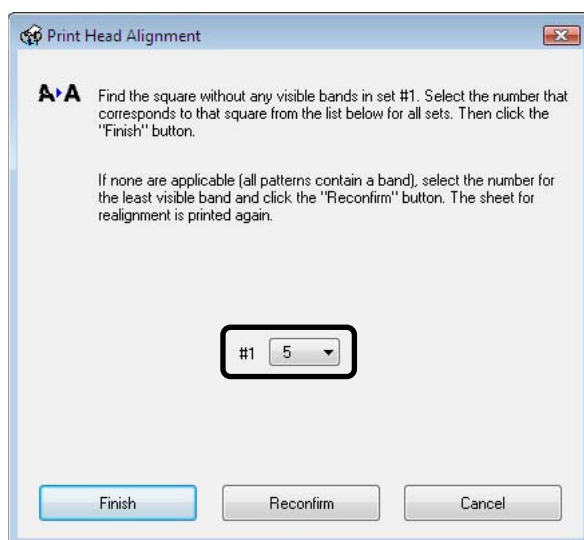 Print Head Alignment
A A
Find the square without any visible bands in set #1. Select the number that
corresponds to that square from the list below for all sets. Then click the
"Finish" button.
If none are applicable (all patterns contain a band), select the number for
the least visible band and click the "Reconfirm" button. The sheet for
realignment is printed again.
#1 5
Finish Reconfirm Cancel